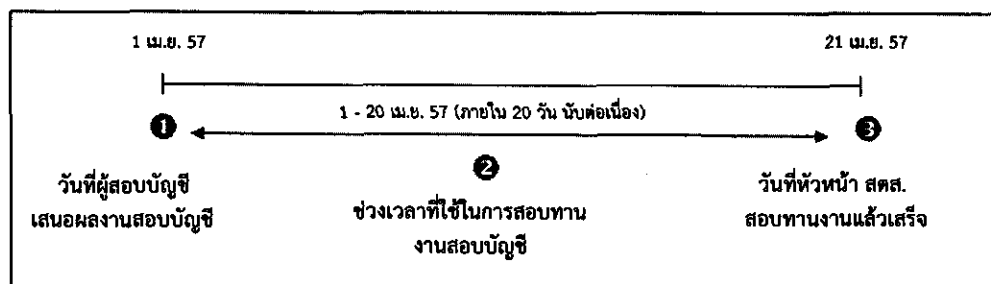 1 เม.ย. 57
21 เม.ย. 57
1 - 20 เม.ย. 57 (ภายใน 20 วัน นับต่อเนื่อง)
❶
❷
❸
วันที่ผู้สอบบัญชี
เสนอผลงานสอบบัญชี
ช่วงเวลาที่ใช้ในการสอบทาน
งานสอบบัญชี
วันที่หัวหน้า สตส.
สอบทานงานแล้วเสร็จ